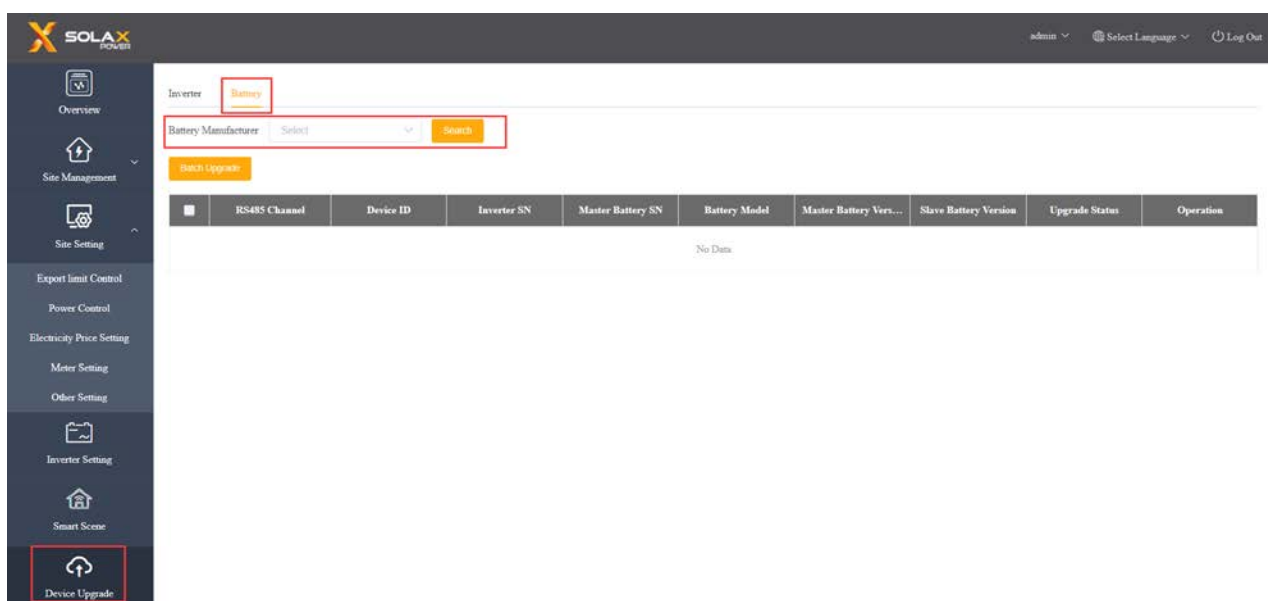 SOLAX POWER
admin Select Language Log Out
Overview
Site Management
Site Setting
Export limit Control
Power Control
Electricity Price Setting
Meter Setting
Other Setting
Inverter Setting
Smart Scene
Device Upgrade
Inverter Battery
Battery Manufacturer Select Search
Batch Upgrade
RS485 Channel Device ID Inverter SN Master Battery SN Battery Model Master Battery Vers... Slave Battery Version Upgrade Status Operation
No Data